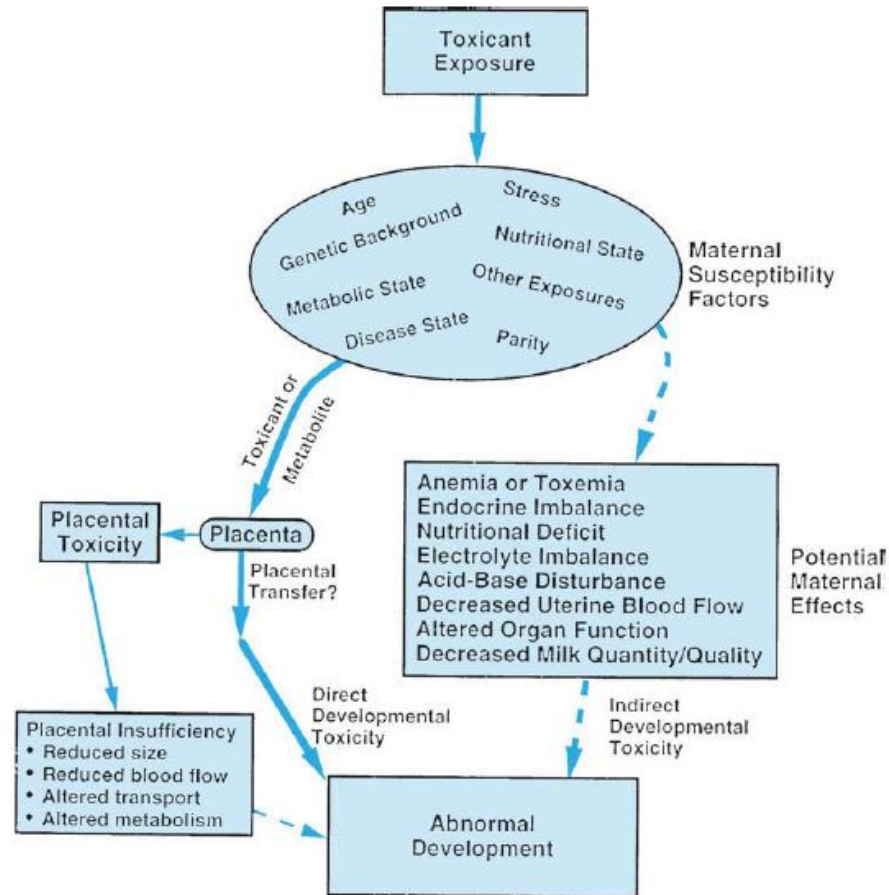 Toxicant
Exposure
Age
Stress
Genetic Background
Nutritional State
Metabolic State
Other Exposures
Disease State
Parity
Maternal
Susceptibility
Factors
Toxicant or
Metabolite
Placental
Toxicity
Placenta
Placental
Transfer?
Anemia or Toxemia
Endocrine Imbalance
Nutritional Deficit
Electrolyte Imbalance
Acid-Base Disturbance
Decreased Uterine Blood Flow
Altered Organ Function
Decreased Milk Quantity/Quality
Potential
Maternal
Effects
Direct
Developmental
Toxicity
Indirect
Developmental
Toxicity
Placental Insufficiency
• Reduced size
• Reduced blood flow
• Altered transport
• Altered metabolism
Abnormal
Development